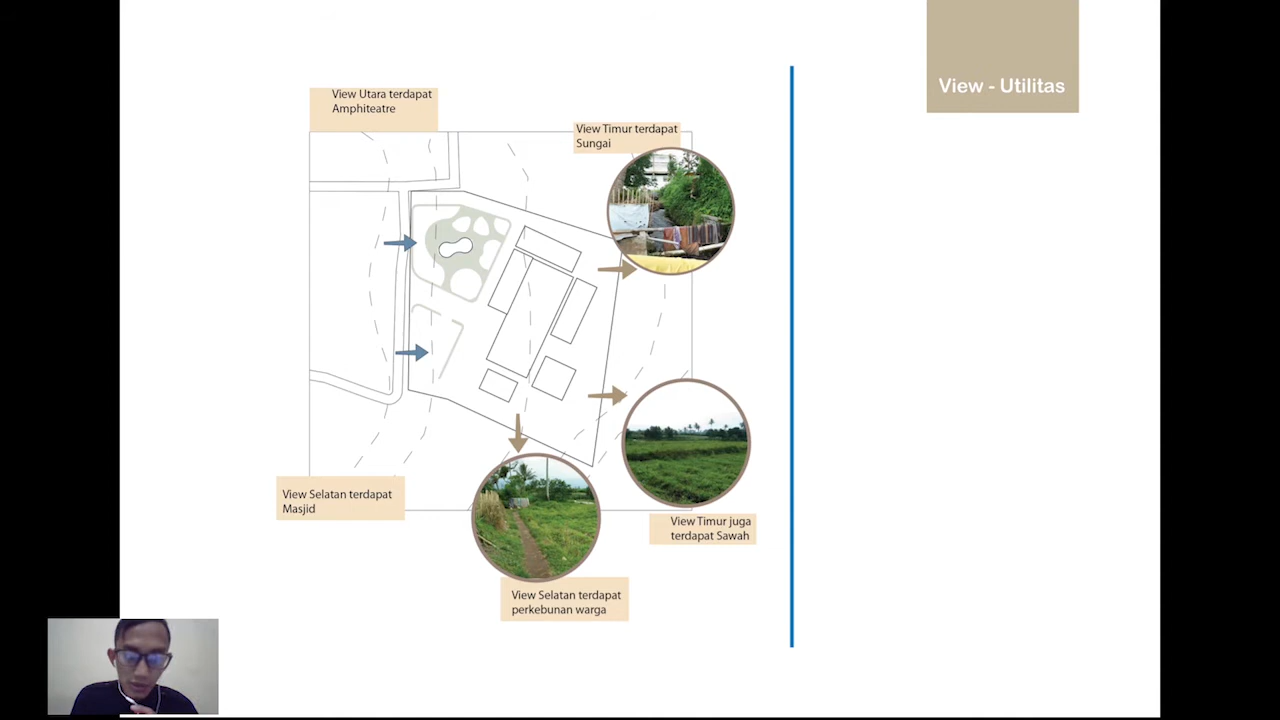 View - Utilitas
View Utara terdapat
Amphiteatre
View Timur terdapat
Sungai
View Selatan terdapat
Masjid
View Timur juga
terdapat Sawah
View Selatan terdapat
perkebunan warga